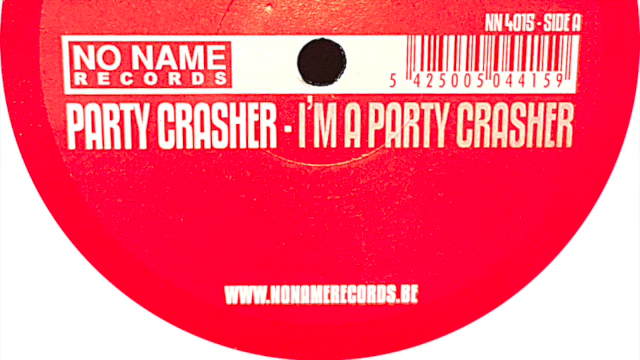 NN 4015 - SIDE A
NO NAME
RECORDS
5 425005 044159
PARTY CRASHER - I'M A PARTY CRASHER
WWW.NONAMERECORDS.BE